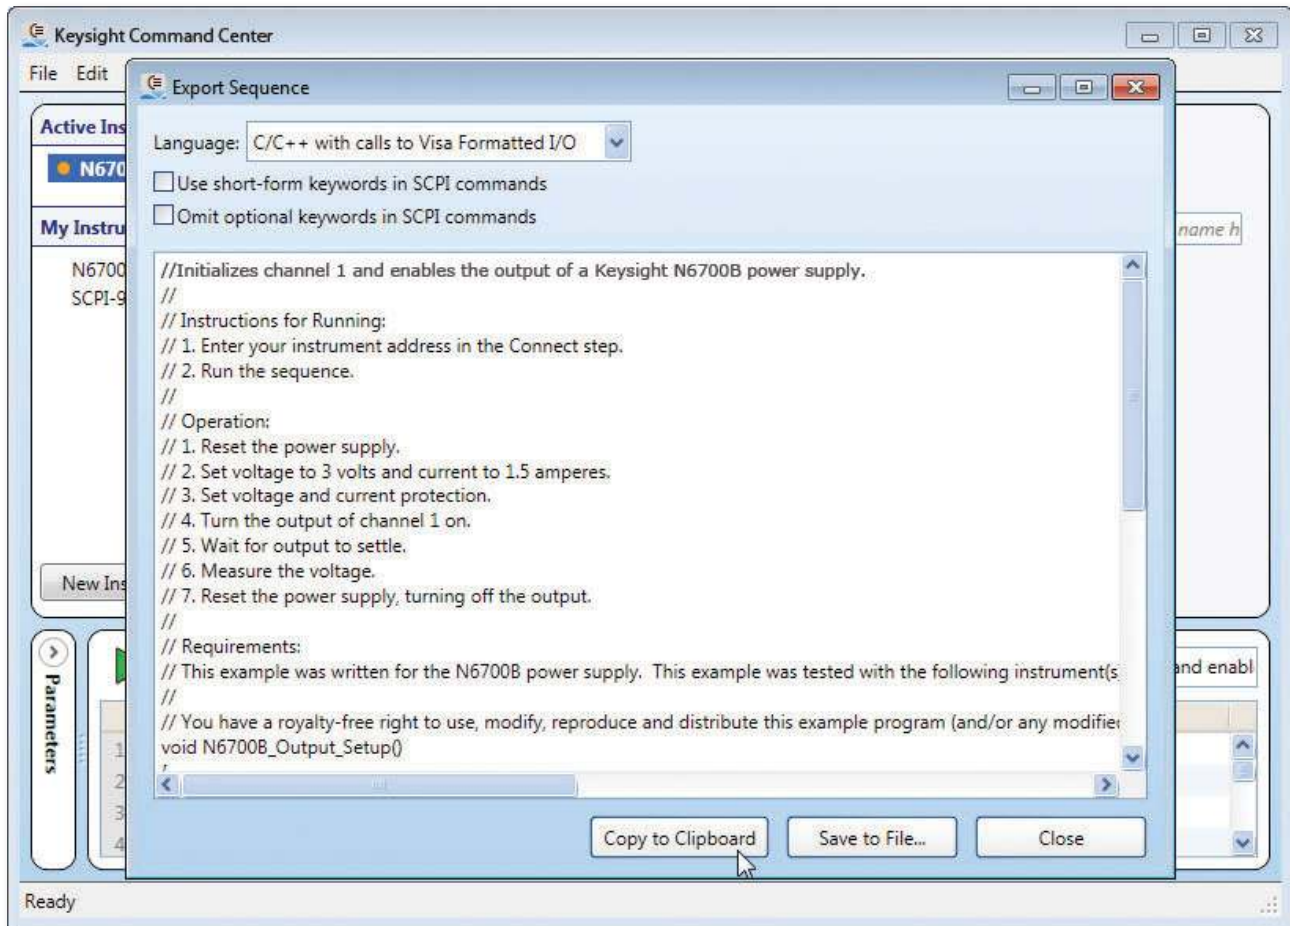 Keysight Command Center
File Edit
Export Sequence
Active Ins
Language: C/C++ with calls to Visa Formatted I/O
N670
Use short-form keywords in SCPI commands
Omit optional keywords in SCPI commands
My Instru
name h
N6700
SCPI-9
//Initializes channel 1 and enables the output of a Keysight N6700B power supply.
//
// Instructions for Running:
// 1. Enter your instrument address in the Connect step.
// 2. Run the sequence.
//
// Operation:
// 1. Reset the power supply.
// 2. Set voltage to 3 volts and current to 1.5 amperes.
// 3. Set voltage and current protection.
// 4. Turn the output of channel 1 on.
// 5. Wait for output to settle.
// 6. Measure the voltage.
// 7. Reset the power supply, turning off the output.
//
// Requirements:
// This example was written for the N6700B power supply.  This example was tested with the following instrument(s
//
// You have a royalty-free right to use, modify, reproduce and distribute this example program (and/or any modified
void N6700B_Output_Setup()
New Ins
Parameters
and enabl
1
2
3
4
Copy to Clipboard
Save to File...
Close
Ready